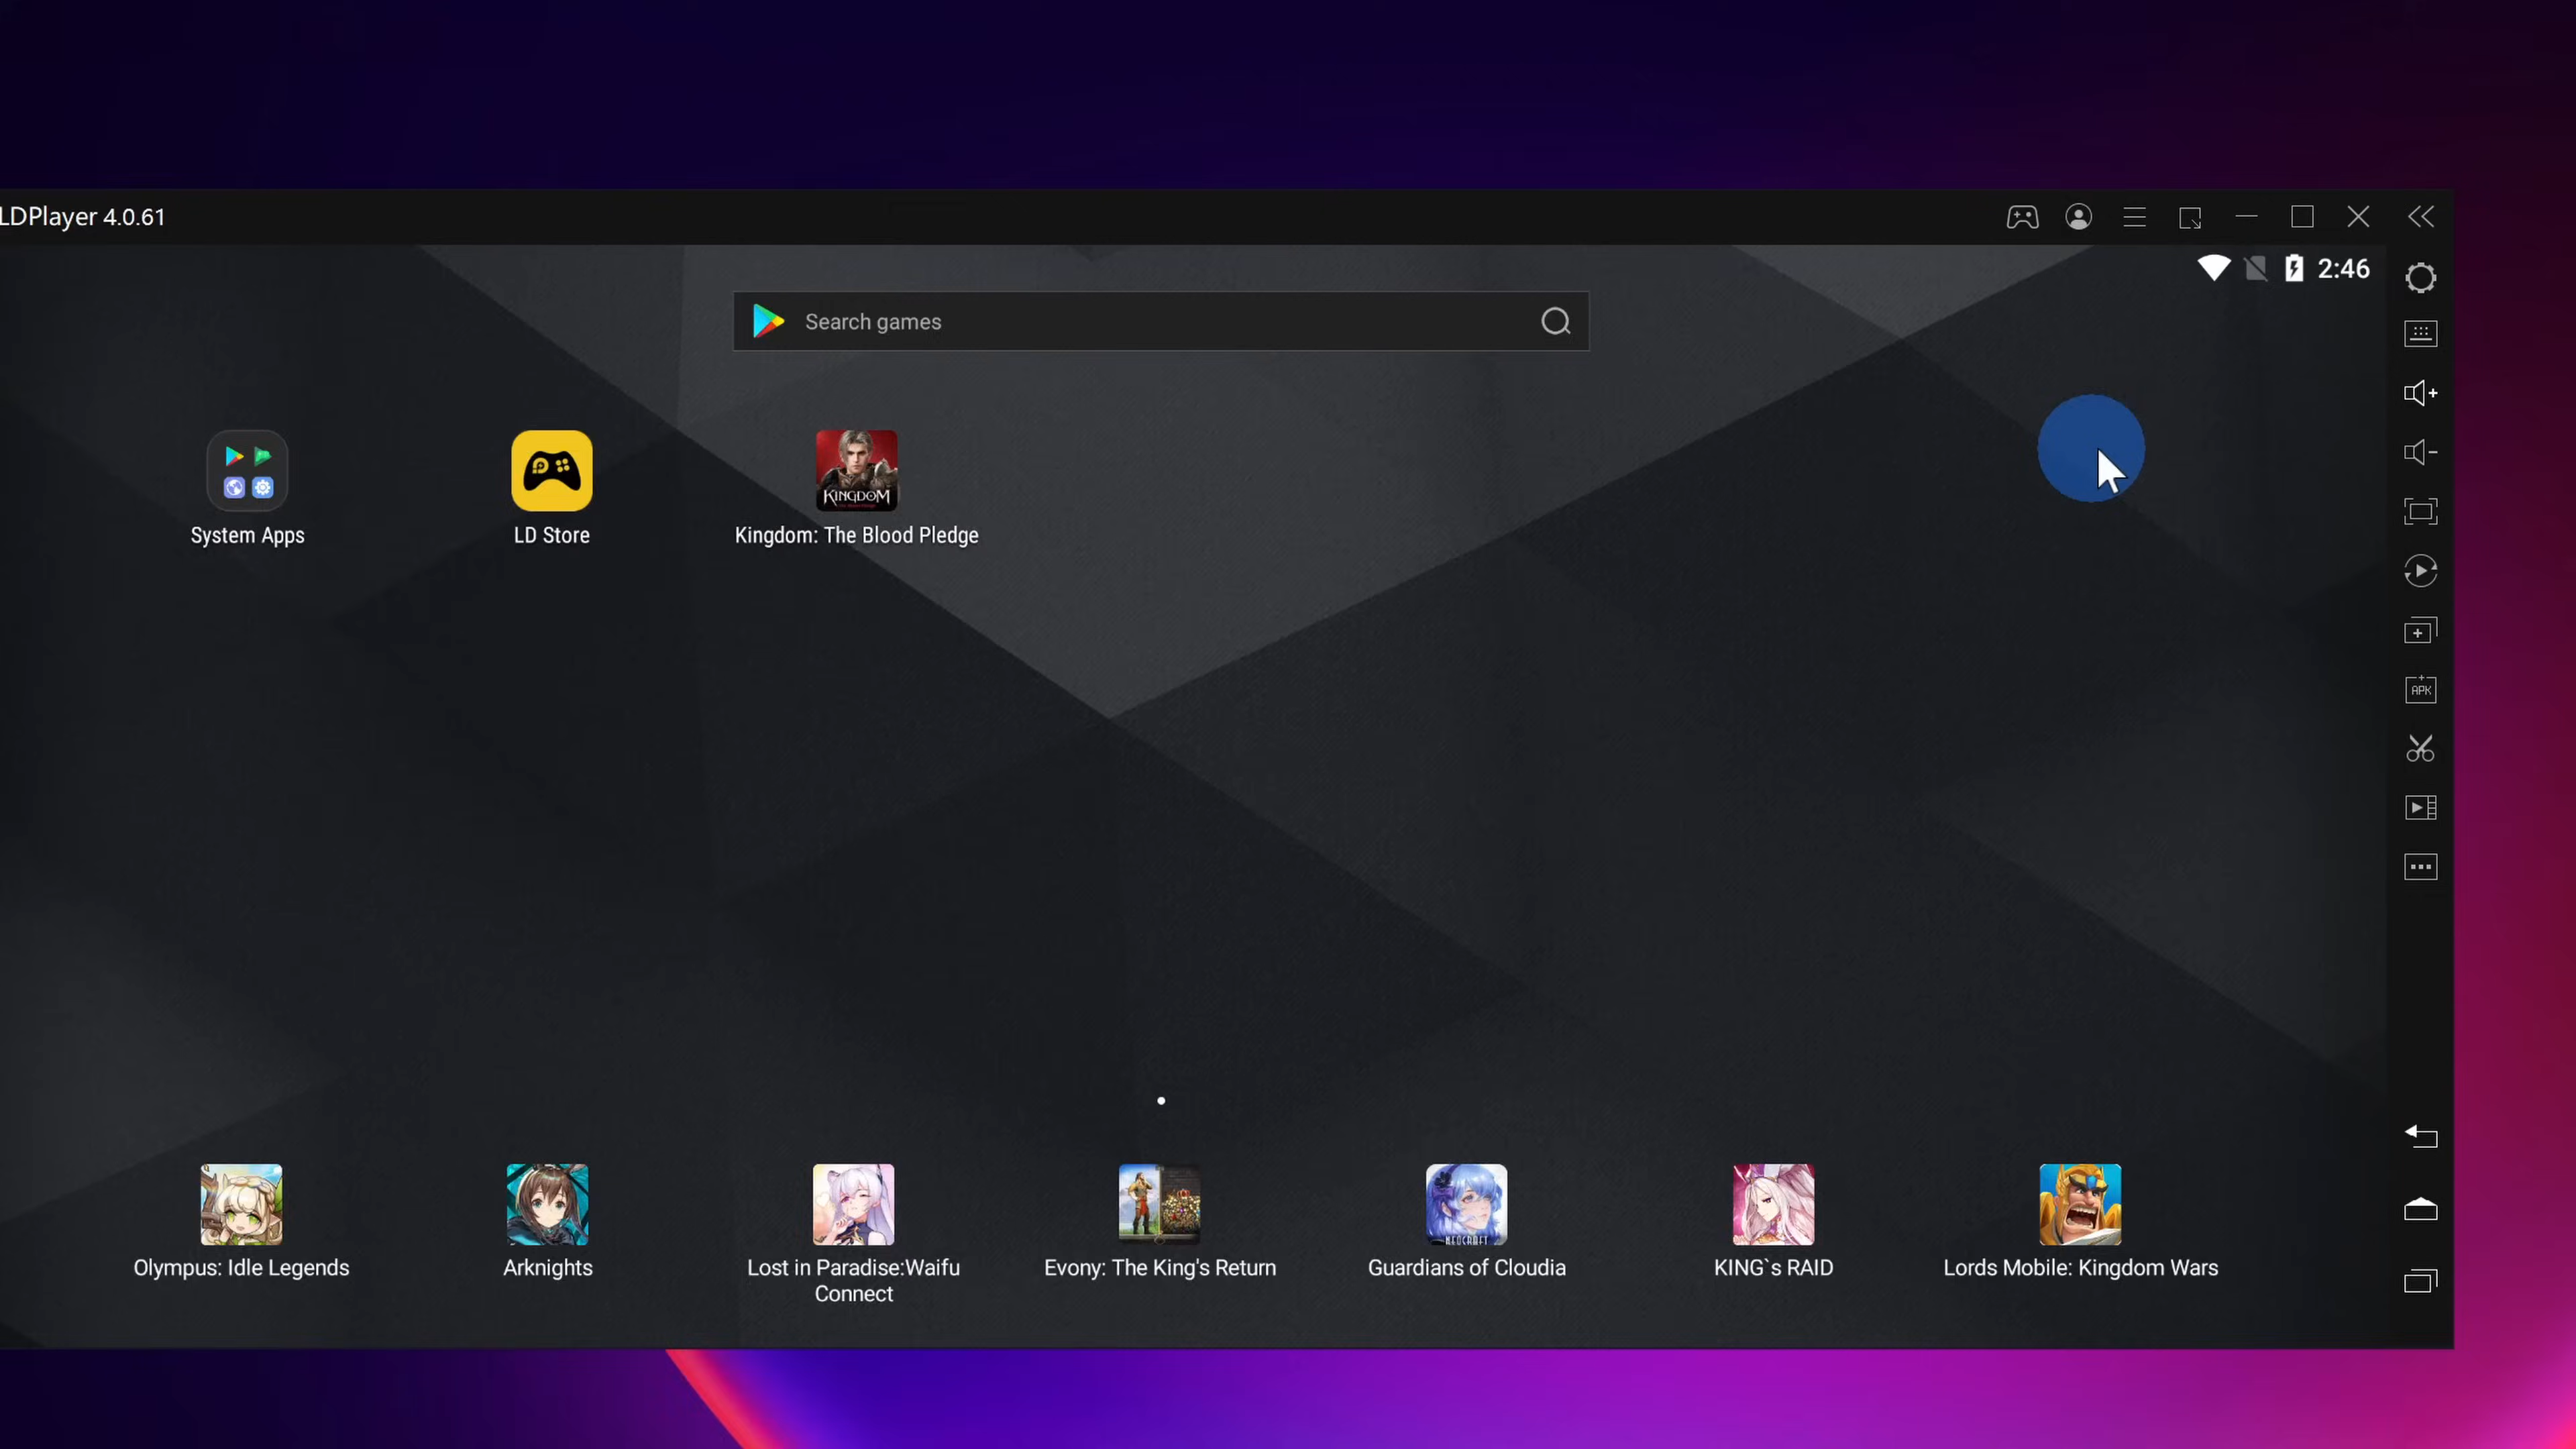 LDPlayer 4.0.61
2:46
Search games
KINGDOM
System Apps
LD Store
Kingdom: The Blood Pledge
APK
NEOCRAFT
Olympus: Idle Legends
Arknights
Lost in Paradise:Waifu
Connect
Evony: The King's Return
Guardians of Cloudia
KING`s RAID
Lords Mobile: Kingdom Wars